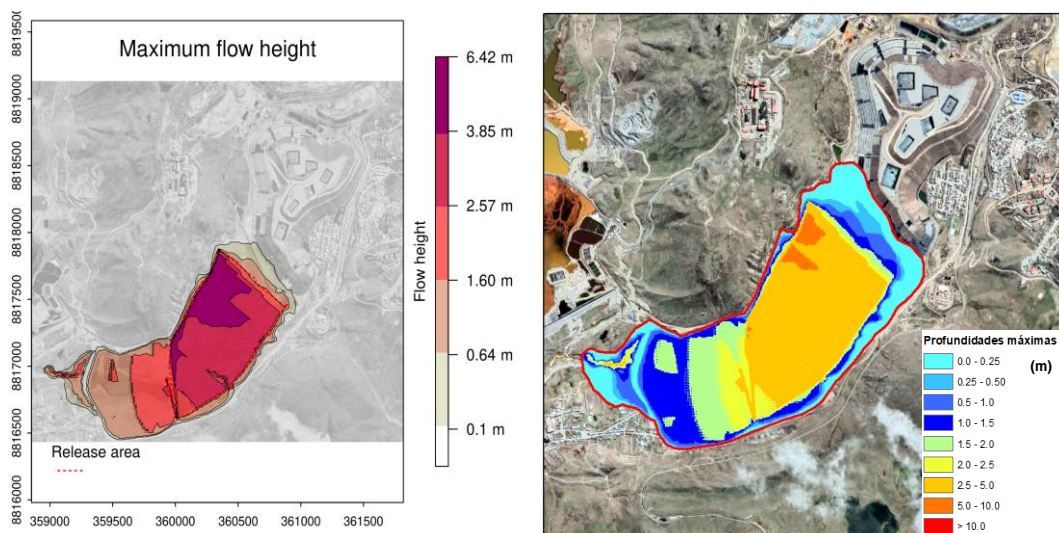 Maximum flow height
8819500
8819000
8818500
8818000
8817500
8817000
8816500
8816000
359000
359500
360000
360500
361000
361500
Release area
Flow height
6.42 m
3.85 m
2.57 m
1.60 m
0.64 m
0.1 m
Profundidades máximas
(m)
0.0 - 0.25
0.25 - 0.50
0.5 - 1.0
1.0 - 1.5
1.5 - 2.0
2.0 - 2.5
2.5 - 5.0
5.0 - 10.0
> 10.0